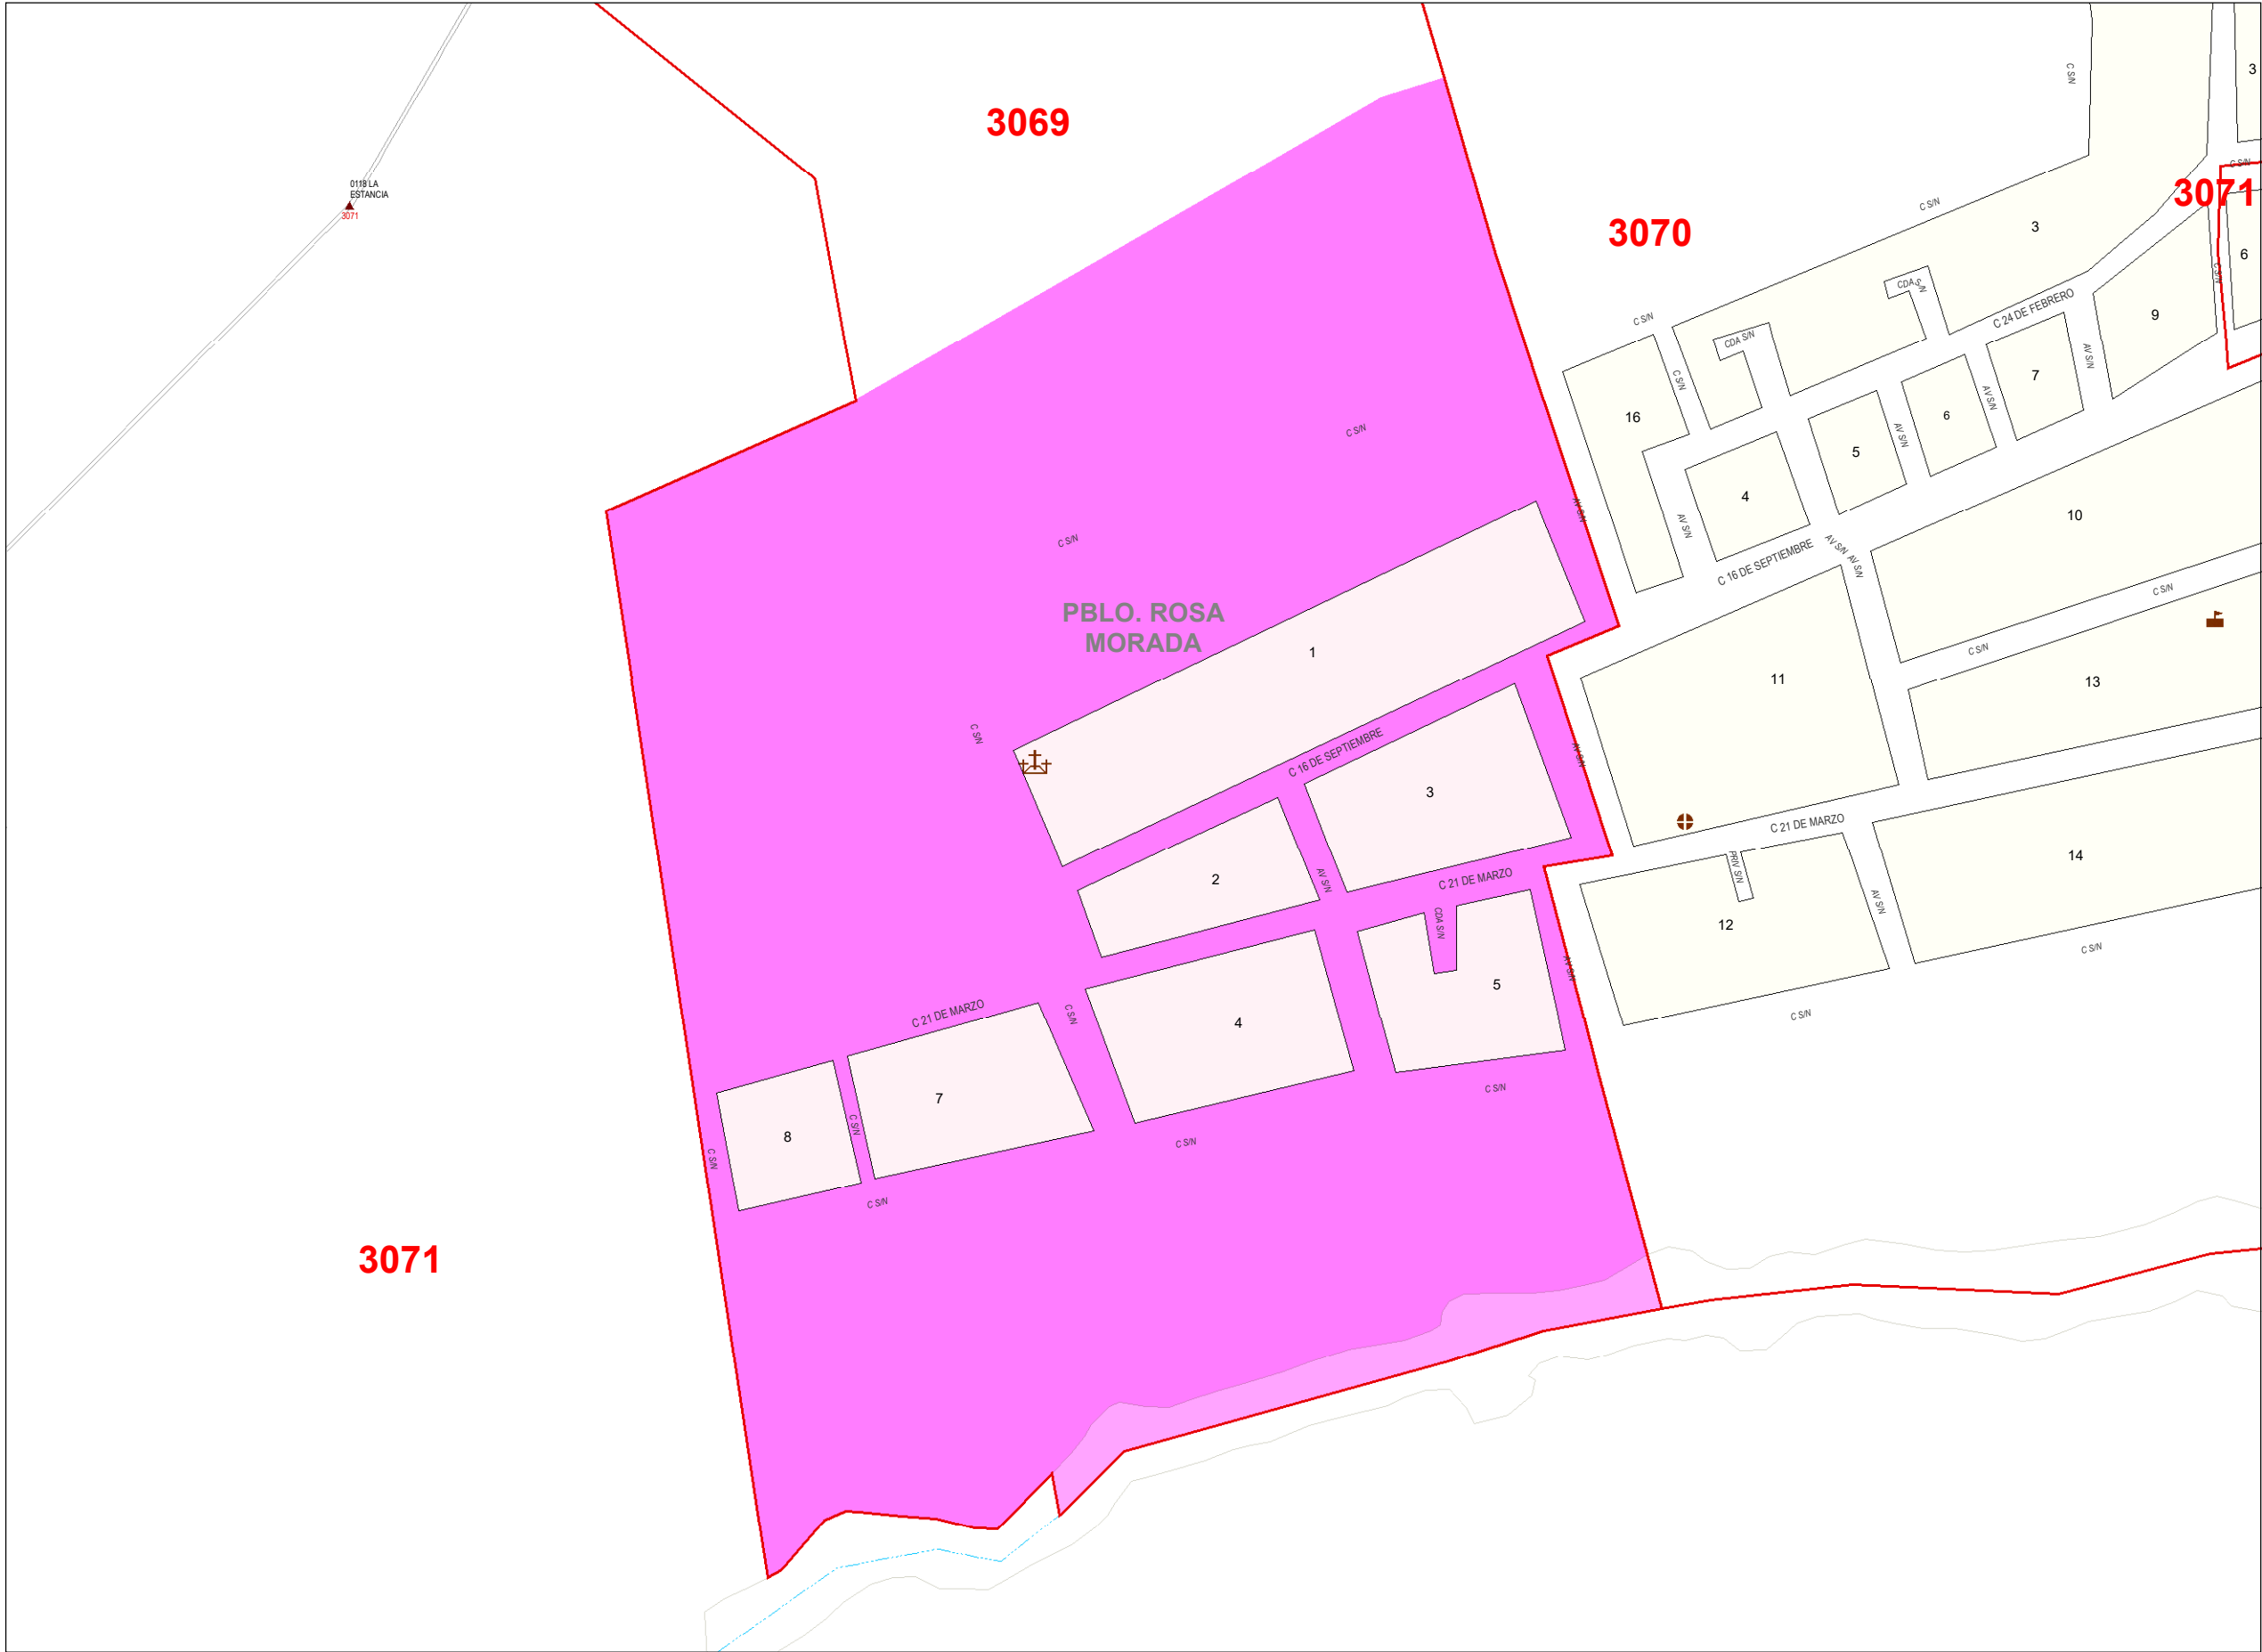 C S/N
3
3069
C S/N
0118 LA
ESTANCIA
3071
3071
C S/N
3070
3
6
C S/N
CDA S/N
C 24 DE FEBRERO
9
C S/N
CDA S/N
AV S/N
7
C S/N
16
6
AV S/N
C S/N
AV S/N
5
4
AV S/N
10
AV S/N
C S/N
AV S/N
AV S/N
C 16 DE SEPTIEMBRE
C S/N
PBLO. ROSA
MORADA
1
C S/N
11
13
C S/N
AV S/N
C 16 DE SEPTIEMBRE
3
C 21 DE MARZO
14
2
AV S/N
C 21 DE MARZO
PRIV S/N
AV S/N
CDA S/N
12
C S/N
AV S/N
5
C 21 DE MARZO
C S/N
4
C S/N
C S/N
7
C S/N
8
C S/N
C S/N
C S/N
3071